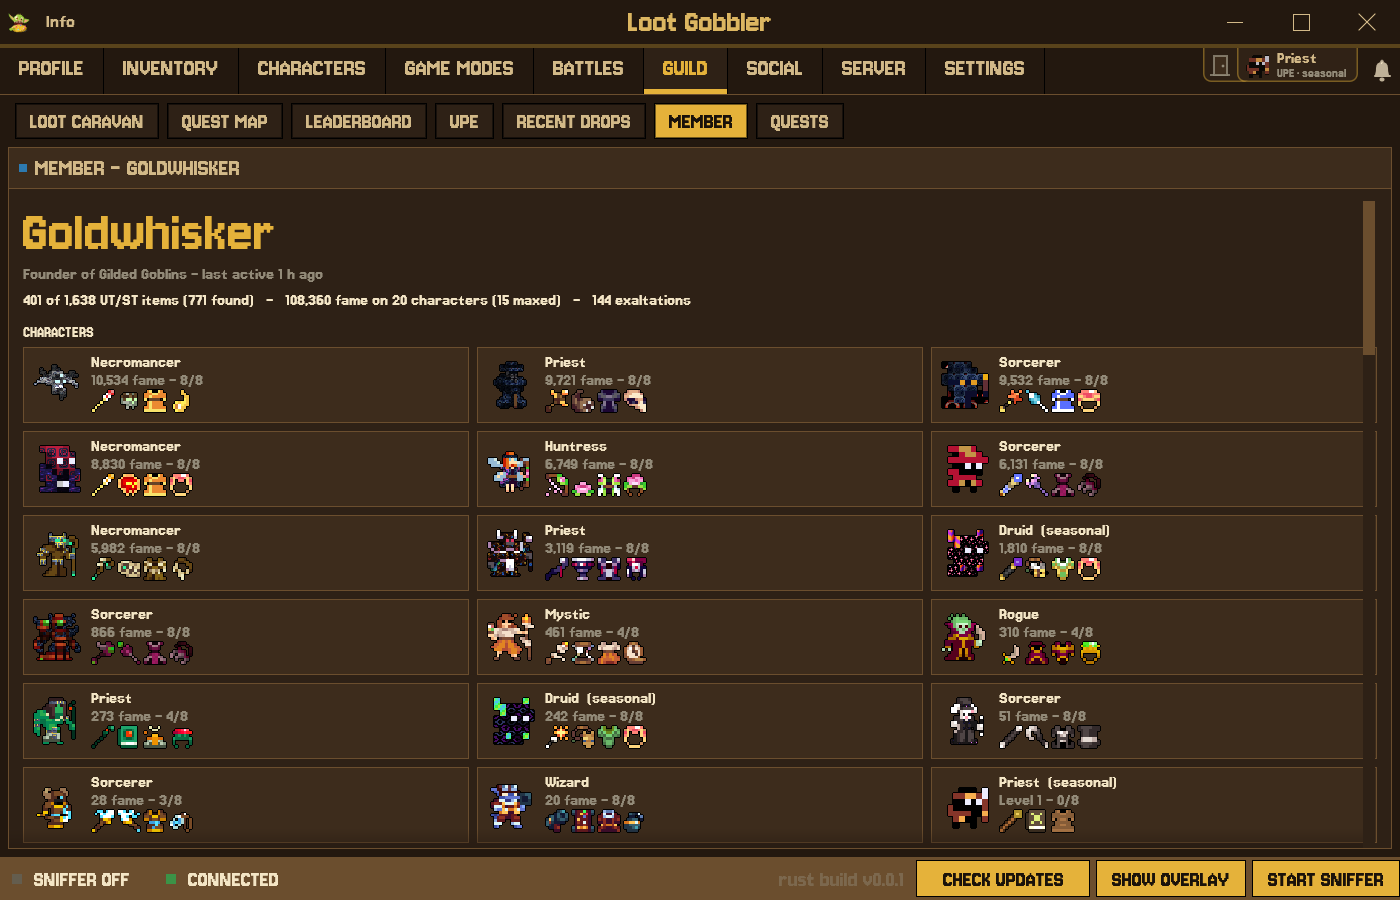 Info
Loot Gobbler
PROFILE INVENTORY CHARACTERS GAME MODES BATTLES GUILD SOCIAL SERVER SETTINGS
Priest
UPE · seasonal
LOOT CARAVAN QUEST MAP LEADERBOARD UPE RECENT DROPS MEMBER QUESTS
MEMBER - GOLDWHISKER
Goldwhisker
Founder of Gilded Goblins - last active 1 h ago
401 of 1,638 UT/ST items (771 found) - 108,360 fame on 20 characters (15 maxed) - 144 exaltations
CHARACTERS
Necromancer
10,534 fame - 8/8
Priest
9,721 fame - 8/8
Sorcerer
9,532 fame - 8/8
Necromancer
8,830 fame - 8/8
Huntress
6,749 fame - 8/8
Sorcerer
6,131 fame - 8/8
Necromancer
5,982 fame - 8/8
Priest
3,119 fame - 8/8
Druid (seasonal)
1,810 fame - 8/8
Sorcerer
866 fame - 8/8
Mystic
461 fame - 4/8
Rogue
310 fame - 4/8
Priest
273 fame - 4/8
Druid (seasonal)
242 fame - 8/8
Sorcerer
51 fame - 8/8
Sorcerer
28 fame - 3/8
Wizard
20 fame - 8/8
Priest (seasonal)
Level 1 - 0/8
SNIFFER OFF CONNECTED rust build v0.0.1 CHECK UPDATES SHOW OVERLAY START SNIFFER